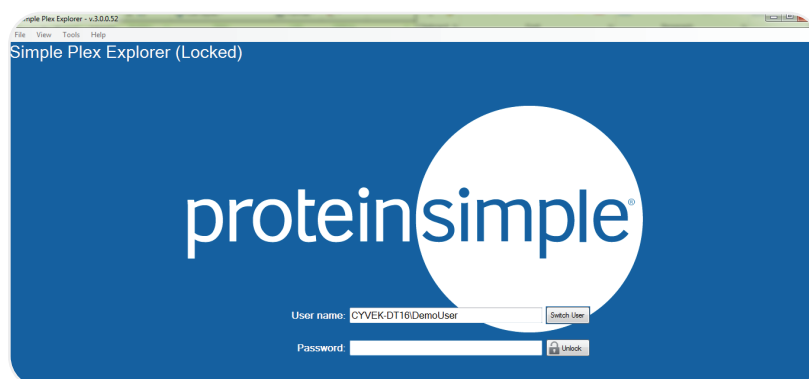 mple Plex Explorer - v.3.0.0.52
File View Tools Help
Simple Plex Explorer (Locked)
proteinsimple®
User name: CYVEK-DT16\DemoUser Switch User
Password: Unlock